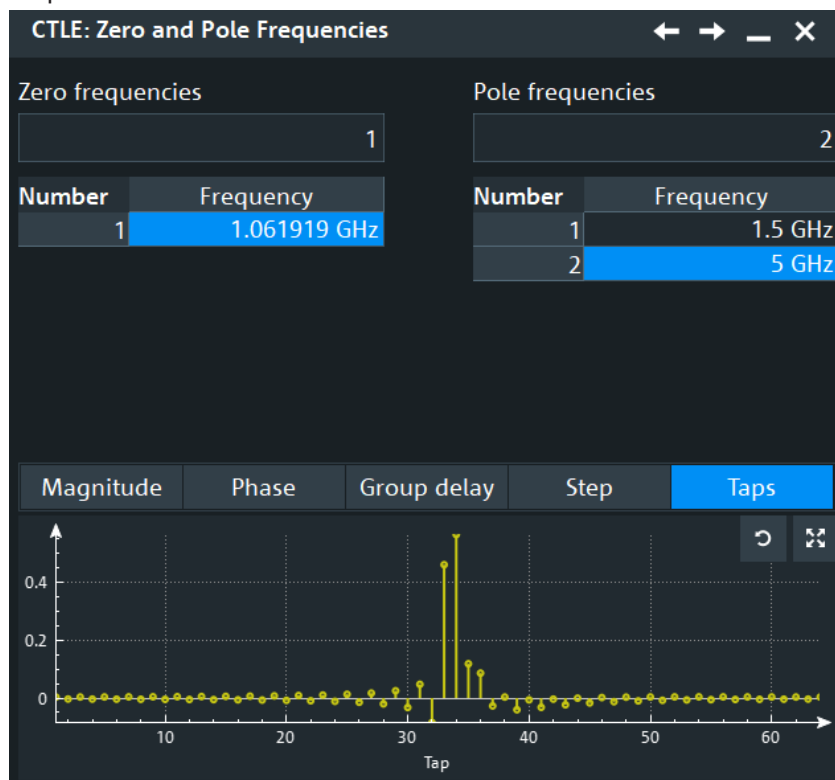 CTLE: Zero and Pole Frequencies
Zero frequencies
1
Number Frequency
1 1.061919 GHz
Pole frequencies
2
Number Frequency
1 1.5 GHz
2 5 GHz
Magnitude Phase Group delay Step Taps
0.4
0.2
0
10 20 30 40 50 60
Tap